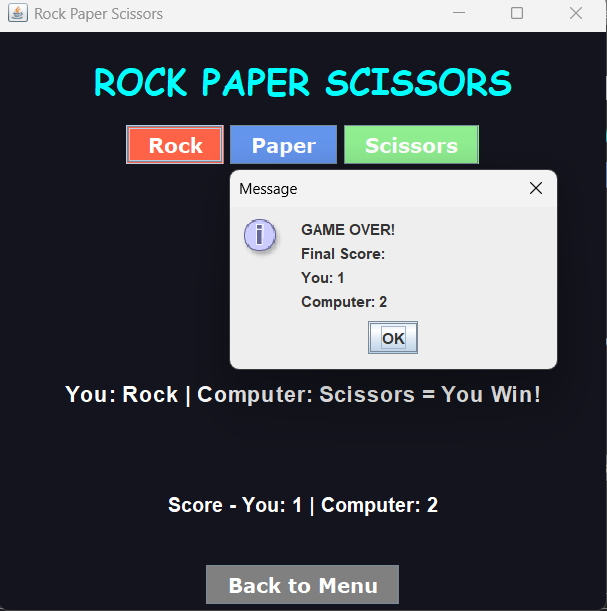 Rock Paper Scissors
ROCK PAPER SCISSORS
Rock
Paper
Scissors
Message
GAME OVER!
Final Score:
You: 1
Computer: 2
OK
You: Rock | Computer: Scissors = You Win!
Score - You: 1 | Computer: 2
Back to Menu